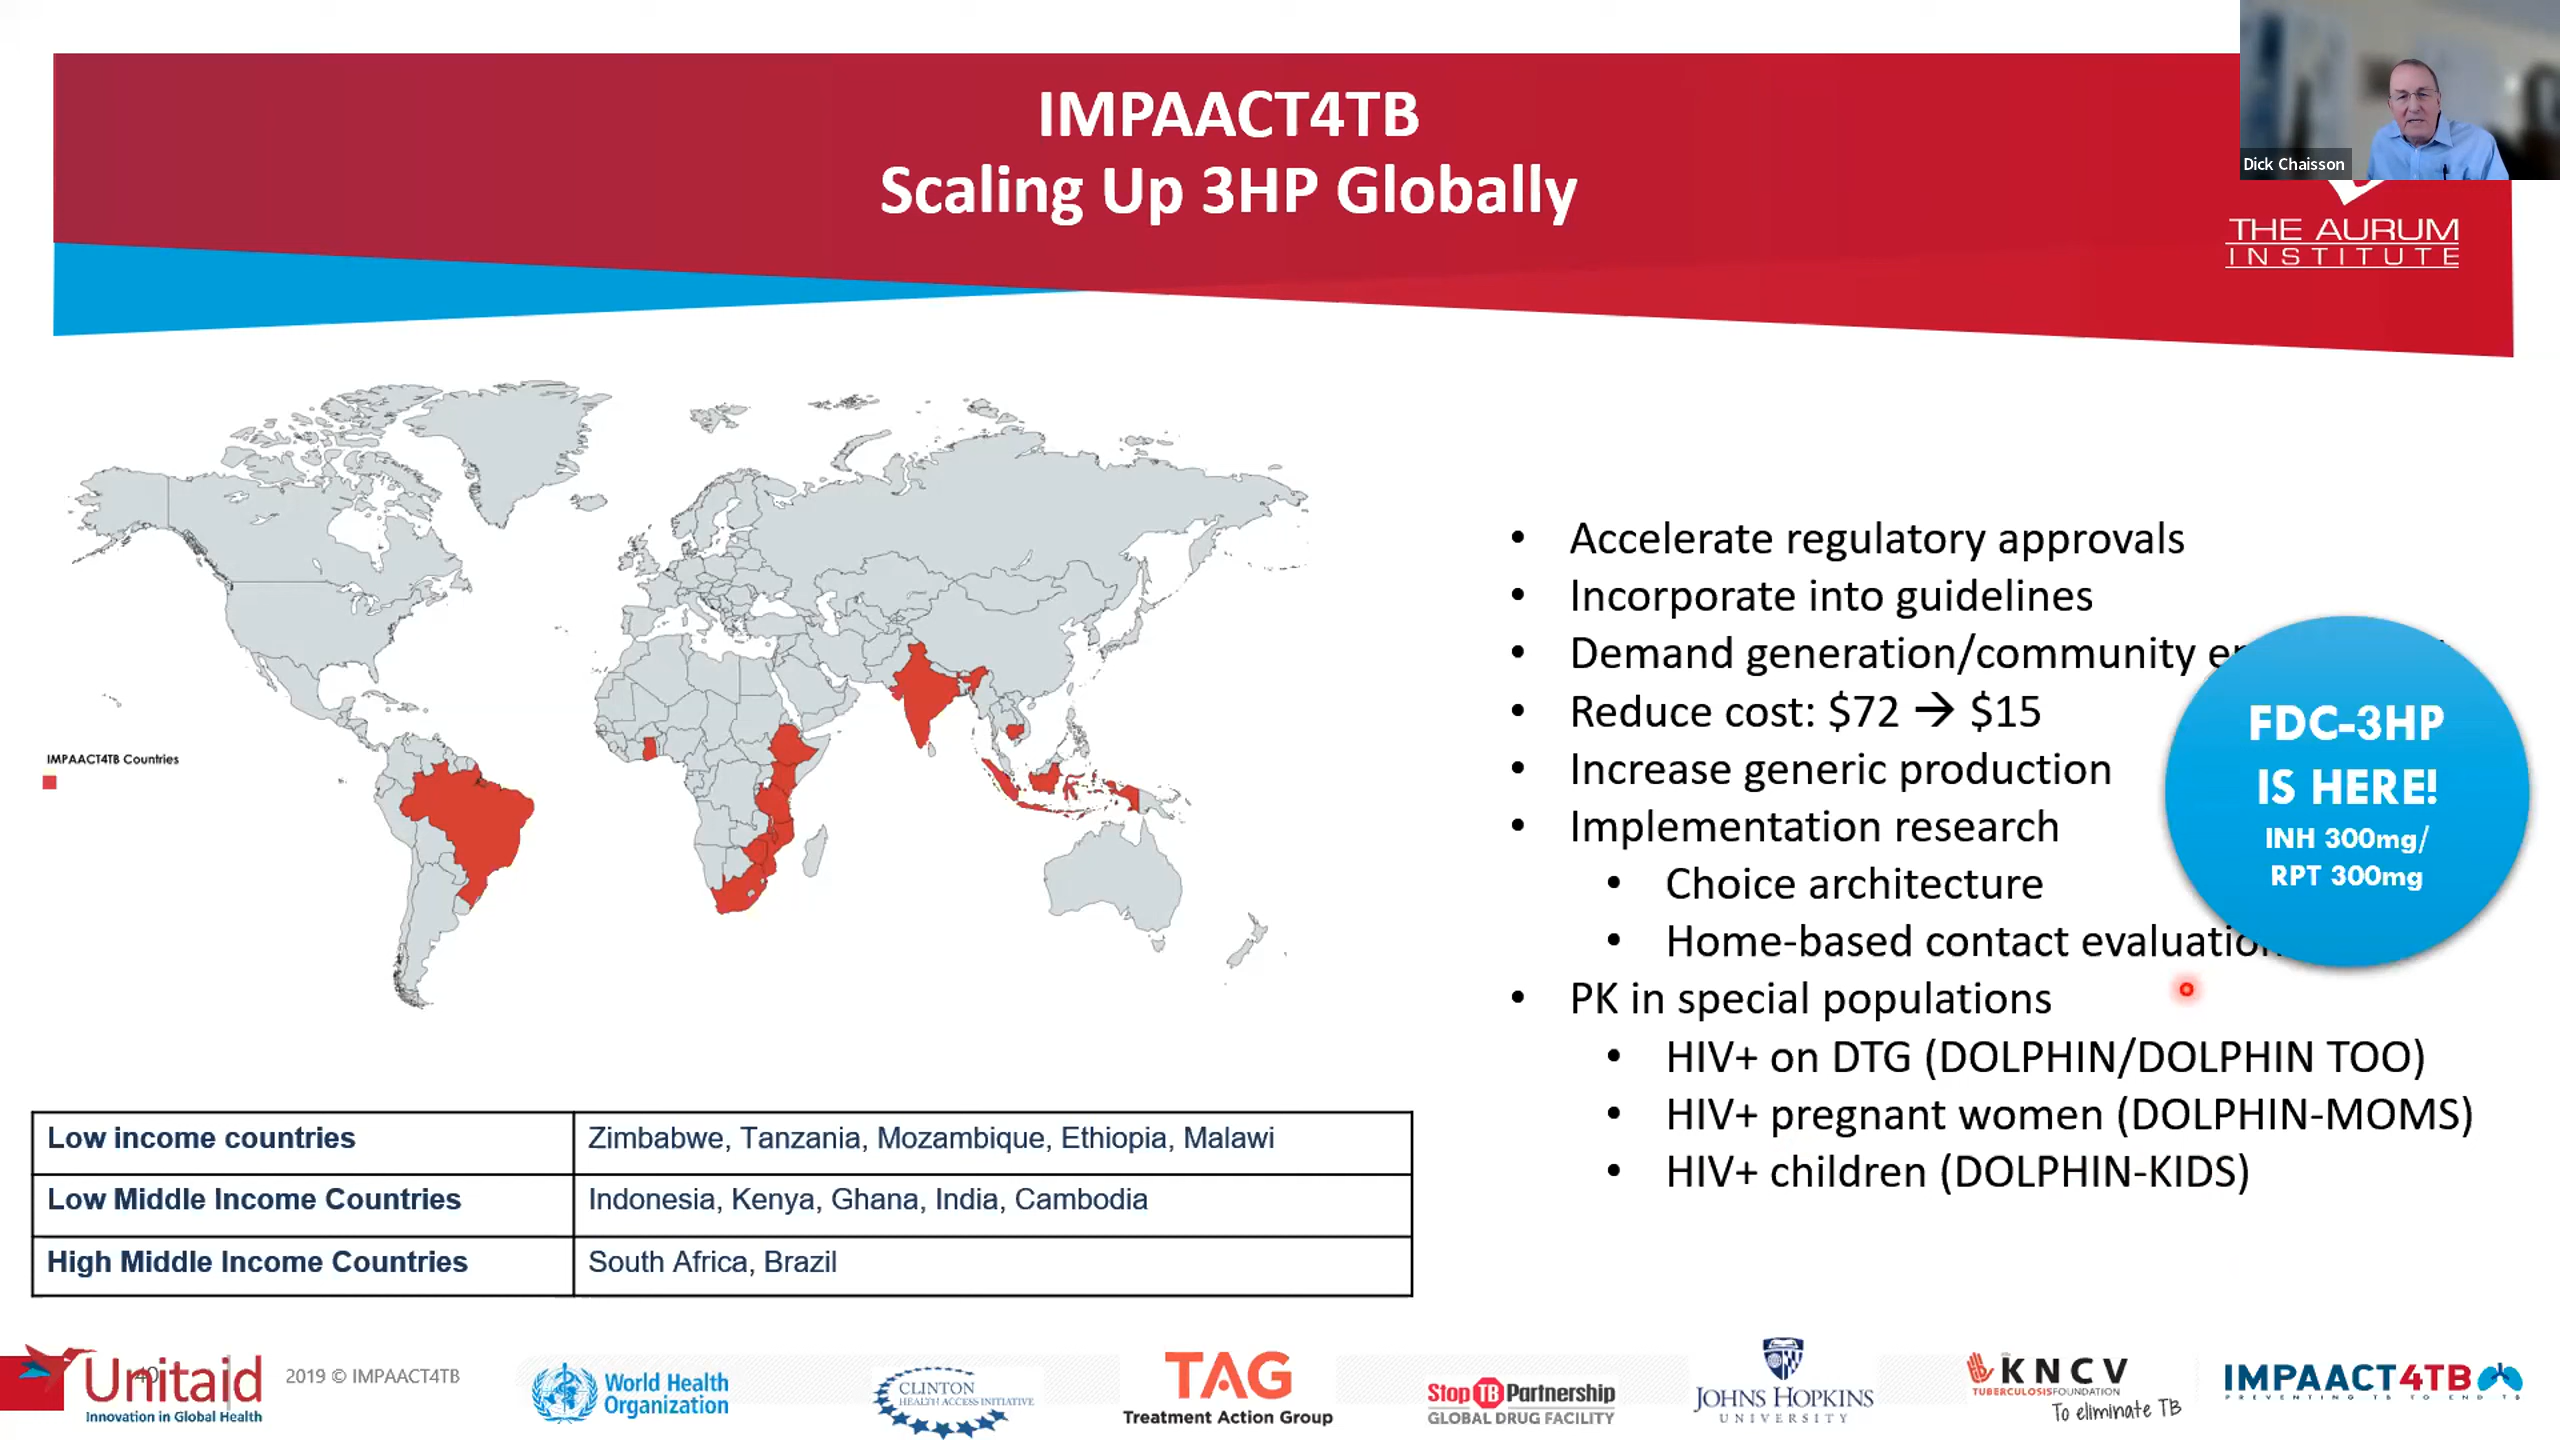 Dick Chaisson
IMPAACT4TB
Scaling Up 3HP Globally
THE AURUM
INSTITUTE
IMPAACT4TB Countries
• Accelerate regulatory approvals
• Incorporate into guidelines
• Demand generation/community
• Reduce cost: $72 → $15
• Increase generic production
• Implementation research
• Choice architecture
• Home-based contact evaluation
• PK in special populations
• HIV+ on DTG (DOLPHIN/DOLPHIN TOO)
• HIV+ pregnant women (DOLPHIN-MOMS)
• HIV+ children (DOLPHIN-KIDS)
FDC-3HP
IS HERE!
INH 300mg/
RPT 300mg
Low income countries Zimbabwe, Tanzania, Mozambique, Ethiopia, Malawi
Low Middle Income Countries Indonesia, Kenya, Ghana, India, Cambodia
High Middle Income Countries South Africa, Brazil
Unitaid
Innovation in Global Health
2019 © IMPAACT4TB
World Health
Organization
CLINTON
HEALTH ACCESS INITIATIVE
TAG
Treatment Action Group
Stop TB Partnership
GLOBAL DRUG FACILITY
JOHNS HOPKINS
UNIVERSITY
KNCV
TUBERCULOSISFOUNDATION
To eliminate TB
IMPAACT4TB
PREVENTING TB TO END TB